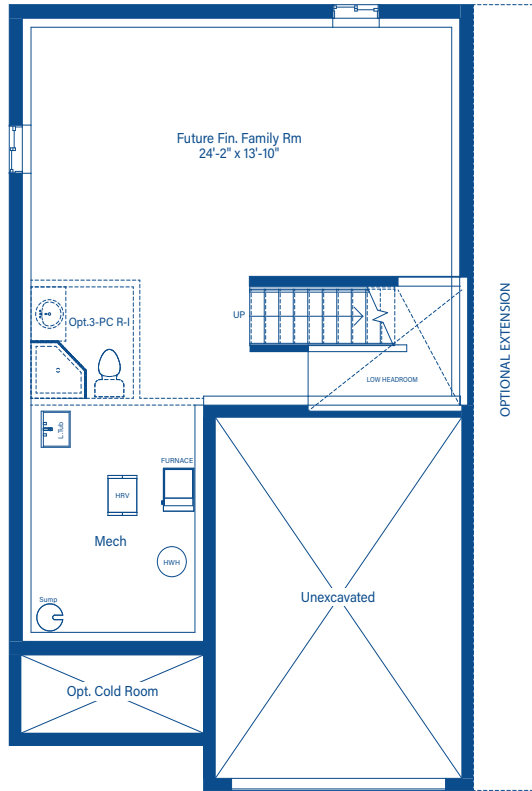 Future Fin. Family Rm
24'-2" x 13'-10"
OPTIONAL EXTENSION
UP
Opt.3-PC R-I
LOW HEADROOM
L.Tub
FURNACE
HRV
Mech
HWH
Unexcavated
Sump
Opt. Cold Room